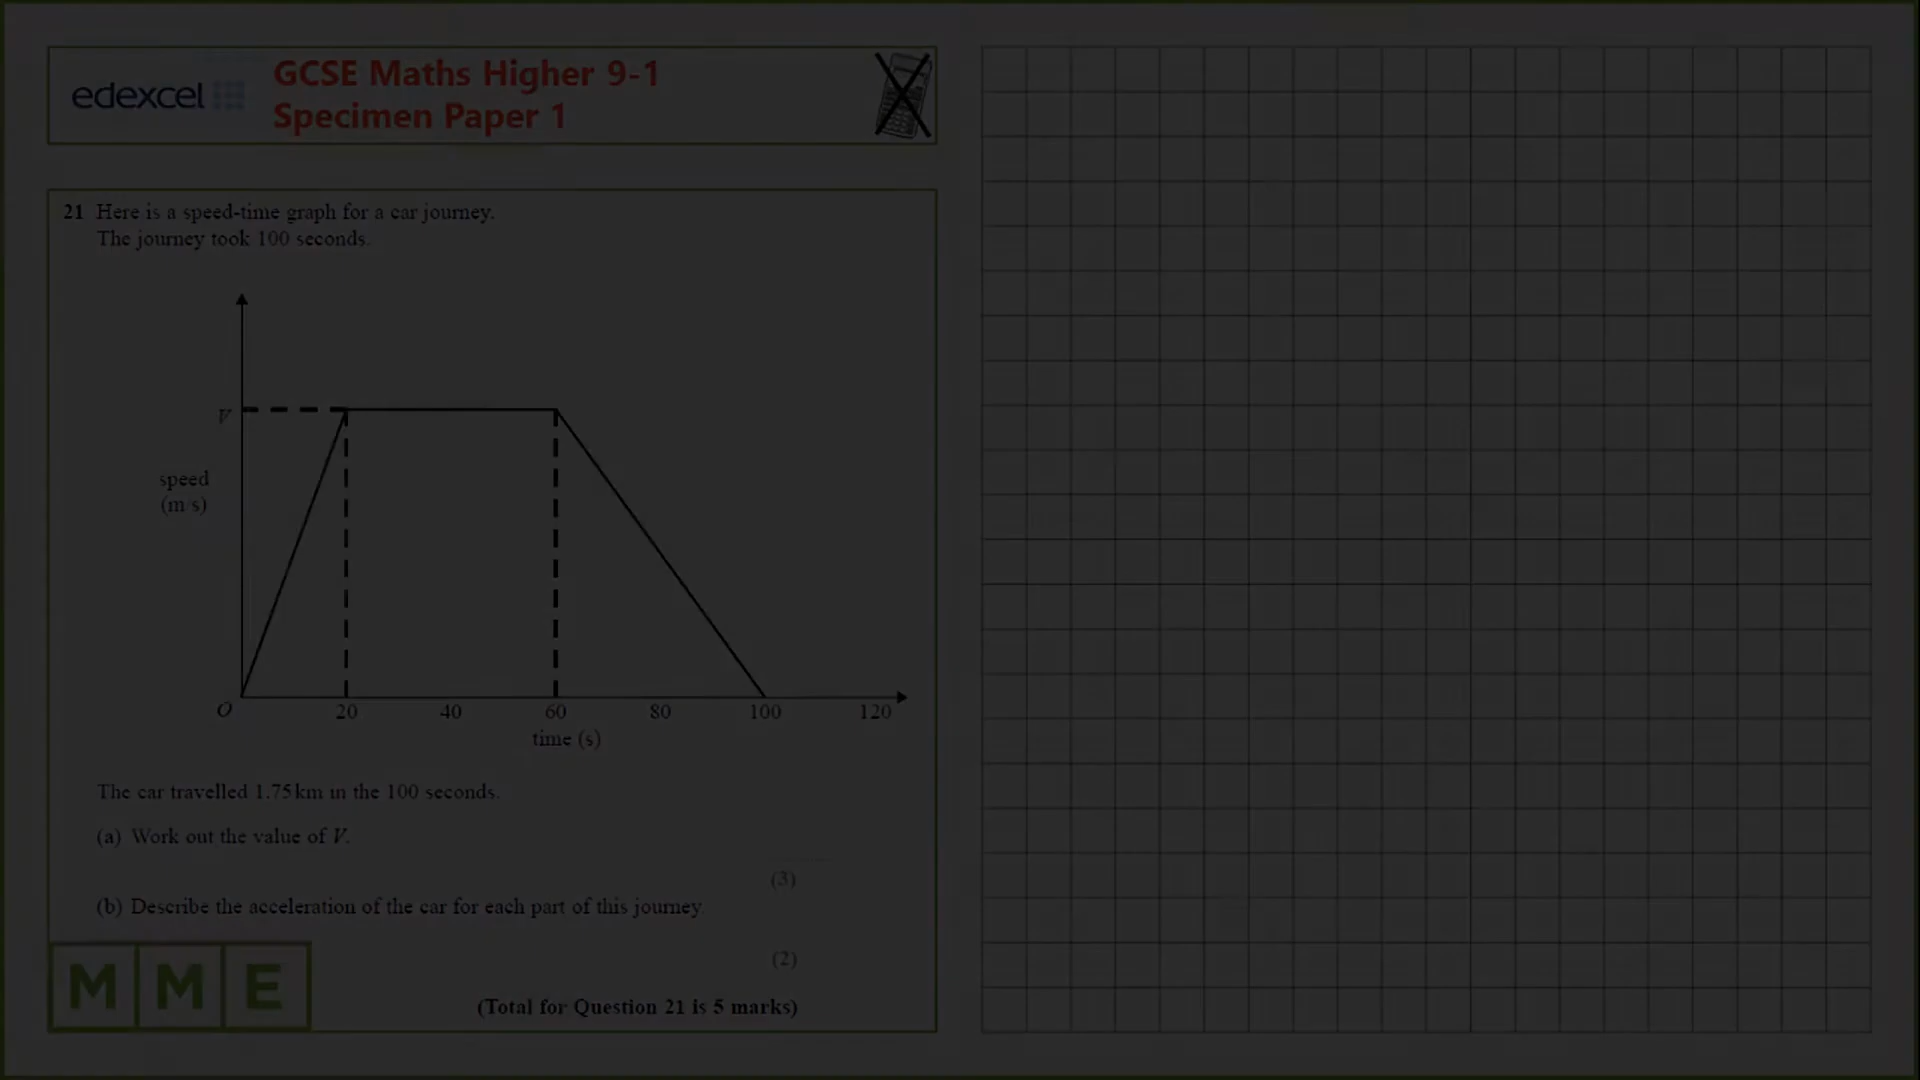 edexcel
GCSE Maths Higher 9-1
Specimen Paper 1
21 Here is a speed-time graph for a car journey.
The journey took 100 seconds.
V
speed
(m/s)
O
20 40 60 80 100 120
time (s)
The car travelled 1.75 km in the 100 seconds.
(a) Work out the value of V.
(3)
(b) Describe the acceleration of the car for each part of this journey.
(2)
(Total for Question 21 is 5 marks)
MME